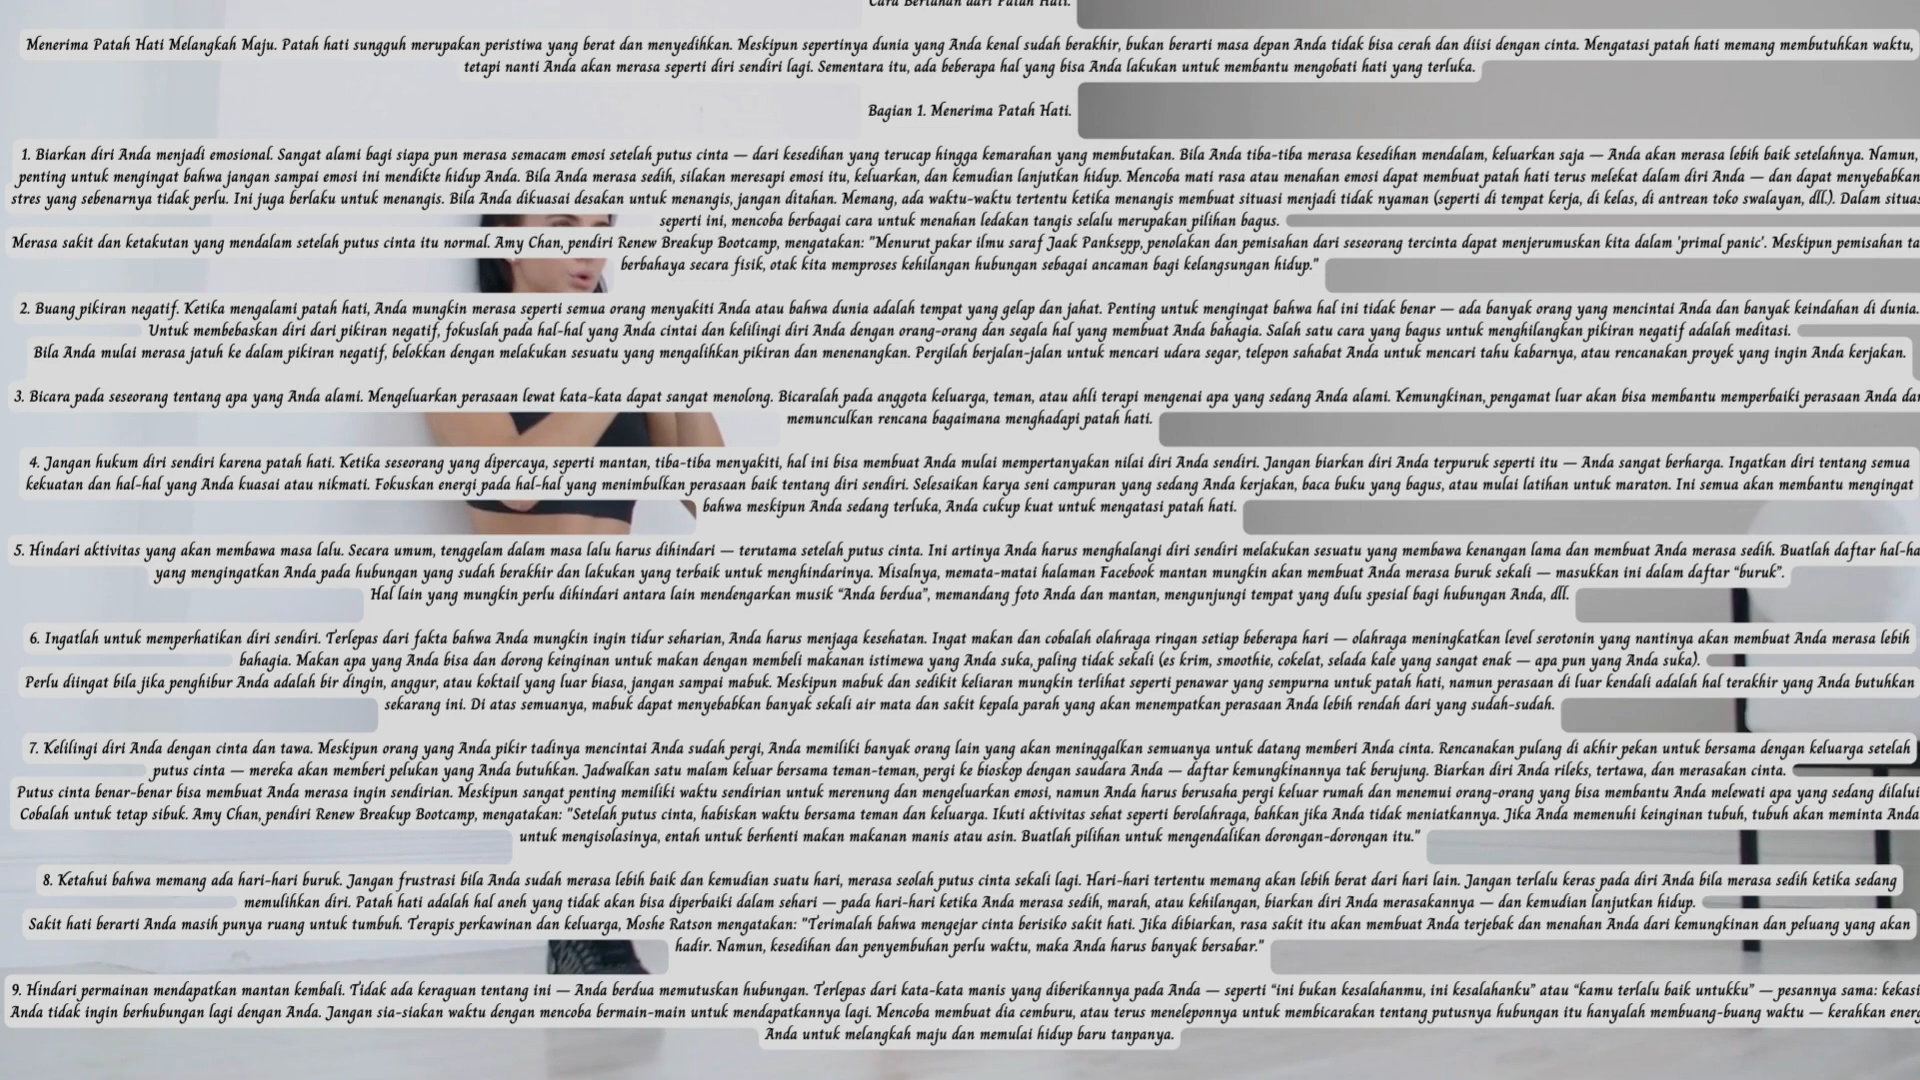 Cara Bertahan dari Patah Hati.
Menerima Patah Hati Melangkah Maju. Patah hati sungguh merupakan peristiwa yang berat dan menyedihkan. Meskipun sepertinya dunia yang Anda kenal sudah berakhir, bukan berarti masa depan Anda tidak bisa cerah dan diisi dengan cinta. Mengatasi patah hati memang membutuhkan waktu,
tetapi nanti Anda akan merasa seperti diri sendiri lagi. Sementara itu, ada beberapa hal yang bisa Anda lakukan untuk membantu mengobati hati yang terluka.
Bagian 1. Menerima Patah Hati.
1. Biarkan diri Anda menjadi emosional. Sangat alami bagi siapa pun merasa semacam emosi setelah putus cinta — dari kesedihan yang terucap hingga kemarahan yang membutakan. Bila Anda tiba-tiba merasa kesedihan mendalam, keluarkan saja — Anda akan merasa lebih baik setelahnya. Namun,
penting untuk mengingat bahwa jangan sampai emosi ini mendikte hidup Anda. Bila Anda merasa sedih, silakan meresapi emosi itu, keluarkan, dan kemudian lanjutkan hidup. Mencoba mati rasa atau menahan emosi dapat membuat patah hati terus melekat dalam diri Anda — dan dapat menyebabkan
stres yang sebenarnya tidak perlu. Ini juga berlaku untuk menangis. Bila Anda dikuasai desakan untuk menangis, jangan ditahan. Memang, ada waktu-waktu tertentu ketika menangis membuat situasi menjadi tidak nyaman (seperti di tempat kerja, di kelas, di antrean toko swalayan, dll.). Dalam situas
seperti ini, mencoba berbagai cara untuk menahan ledakan tangis selalu merupakan pilihan bagus.
Merasa sakit dan ketakutan yang mendalam setelah putus cinta itu normal. Amy Chan, pendiri Renew Breakup Bootcamp, mengatakan: "Menurut pakar ilmu saraf Jaak Panksepp, penolakan dan pemisahan dari seseorang tercinta dapat menjerumuskan kita dalam 'primal panic'. Meskipun pemisahan ta
berbahaya secara fisik, otak kita memproses kehilangan hubungan sebagai ancaman bagi kelangsungan hidup."
2. Buang pikiran negatif. Ketika mengalami patah hati, Anda mungkin merasa seperti semua orang menyakiti Anda atau bahwa dunia adalah tempat yang gelap dan jahat. Penting untuk mengingat bahwa hal ini tidak benar — ada banyak orang yang mencintai Anda dan banyak keindahan di dunia.
Untuk membebaskan diri dari pikiran negatif, fokuslah pada hal-hal yang Anda cintai dan kelilingi diri Anda dengan orang-orang dan segala hal yang membuat Anda bahagia. Salah satu cara yang bagus untuk menghilangkan pikiran negatif adalah meditasi.
Bila Anda mulai merasa jatuh ke dalam pikiran negatif, belokkan dengan melakukan sesuatu yang mengalihkan pikiran dan menenangkan. Pergilah berjalan-jalan untuk mencari udara segar, telepon sahabat Anda untuk mencari tahu kabarnya, atau rencanakan proyek yang ingin Anda kerjakan.
3. Bicara pada seseorang tentang apa yang Anda alami. Mengeluarkan perasaan lewat kata-kata dapat sangat menolong. Bicaralah pada anggota keluarga, teman, atau ahli terapi mengenai apa yang sedang Anda alami. Kemungkinan, pengamat luar akan bisa membantu memperbaiki perasaan Anda dan
memunculkan rencana bagaimana menghadapi patah hati.
4. Jangan hukum diri sendiri karena patah hati. Ketika seseorang yang dipercaya, seperti mantan, tiba-tiba menyakiti, hal ini bisa membuat Anda mulai mempertanyakan nilai diri Anda sendiri. Jangan biarkan diri Anda terpuruk seperti itu — Anda sangat berharga. Ingatkan diri tentang semua
kekuatan dan hal-hal yang Anda kuasai atau nikmati. Fokuskan energi pada hal-hal yang menimbulkan perasaan baik tentang diri sendiri. Selesaikan karya seni campuran yang sedang Anda kerjakan, baca buku yang bagus, atau mulai latihan untuk maraton. Ini semua akan membantu mengingat
bahwa meskipun Anda sedang terluka, Anda cukup kuat untuk mengatasi patah hati.
5. Hindari aktivitas yang akan membawa masa lalu. Secara umum, tenggelam dalam masa lalu harus dihindari — terutama setelah putus cinta. Ini artinya Anda harus menghalangi diri sendiri melakukan sesuatu yang membawa kenangan lama dan membuat Anda merasa sedih. Buatlah daftar hal-ha
yang mengingatkan Anda pada hubungan yang sudah berakhir dan lakukan yang terbaik untuk menghindarinya. Misalnya, memata-matai halaman Facebook mantan mungkin akan membuat Anda merasa buruk sekali — masukkan ini dalam daftar “buruk”.
Hal lain yang mungkin perlu dihindari antara lain mendengarkan musik “Anda berdua”, memandang foto Anda dan mantan, mengunjungi tempat yang dulu spesial bagi hubungan Anda, dll.
6. Ingatlah untuk memperhatikan diri sendiri. Terlepas dari fakta bahwa Anda mungkin ingin tidur seharian, Anda harus menjaga kesehatan. Ingat makan dan cobalah olahraga ringan setiap beberapa hari — olahraga meningkatkan level serotonin yang nantinya akan membuat Anda merasa lebih
bahagia. Makan apa yang Anda bisa dan dorong keinginan untuk makan dengan membeli makanan istimewa yang Anda suka, paling tidak sekali (es krim, smoothie, cokelat, selada kale yang sangat enak — apa pun yang Anda suka).
Perlu diingat bila jika penghibur Anda adalah bir dingin, anggur, atau koktail yang luar biasa, jangan sampai mabuk. Meskipun mabuk dan sedikit keliaran mungkin terlihat seperti penawar yang sempurna untuk patah hati, namun perasaan di luar kendali adalah hal terakhir yang Anda butuhkan
sekarang ini. Di atas semuanya, mabuk dapat menyebabkan banyak sekali air mata dan sakit kepala parah yang akan menempatkan perasaan Anda lebih rendah dari yang sudah-sudah.
7. Kelilingi diri Anda dengan cinta dan tawa. Meskipun orang yang Anda pikir tadinya mencintai Anda sudah pergi, Anda memiliki banyak orang lain yang akan meninggalkan semuanya untuk datang memberi Anda cinta. Rencanakan pulang di akhir pekan untuk bersama dengan keluarga setelah
putus cinta — mereka akan memberi pelukan yang Anda butuhkan. Jadwalkan satu malam keluar bersama teman-teman, pergi ke bioskop dengan saudara Anda — daftar kemungkinannya tak berujung. Biarkan diri Anda rileks, tertawa, dan merasakan cinta.
Putus cinta benar-benar bisa membuat Anda merasa ingin sendirian. Meskipun sangat penting memiliki waktu sendirian untuk merenung dan mengeluarkan emosi, namun Anda harus berusaha pergi keluar rumah dan menemui orang-orang yang bisa membantu Anda melewati apa yang sedang dilalui
Cobalah untuk tetap sibuk. Amy Chan, pendiri Renew Breakup Bootcamp, mengatakan: "Setelah putus cinta, habiskan waktu bersama teman dan keluarga. Ikuti aktivitas sehat seperti berolahraga, bahkan jika Anda tidak meniatkannya. Jika Anda memenuhi keinginan tubuh, tubuh akan meminta Anda
untuk mengisolasinya, entah untuk berhenti makan makanan manis atau asin. Buatlah pilihan untuk mengendalikan dorongan-dorongan itu."
8. Ketahui bahwa memang ada hari-hari buruk. Jangan frustrasi bila Anda sudah merasa lebih baik dan kemudian suatu hari, merasa seolah putus cinta sekali lagi. Hari-hari tertentu memang akan lebih berat dari hari lain. Jangan terlalu keras pada diri Anda bila merasa sedih ketika sedang
memulihkan diri. Patah hati adalah hal aneh yang tidak akan bisa diperbaiki dalam sehari — pada hari-hari ketika Anda merasa sedih, marah, atau kehilangan, biarkan diri Anda merasakannya — dan kemudian lanjutkan hidup.
Sakit hati berarti Anda masih punya ruang untuk tumbuh. Terapis perkawinan dan keluarga, Moshe Ratson mengatakan: "Terimalah bahwa mengejar cinta berisiko sakit hati. Jika dibiarkan, rasa sakit itu akan membuat Anda terjebak dan menahan Anda dari kemungkinan dan peluang yang akan
hadir. Namun, kesedihan dan penyembuhan perlu waktu, maka Anda harus banyak bersabar."
9. Hindari permainan mendapatkan mantan kembali. Tidak ada keraguan tentang ini — Anda berdua memutuskan hubungan. Terlepas dari kata-kata manis yang diberikannya pada Anda — seperti “ini bukan kesalahanmu, ini kesalahanku” atau “kamu terlalu baik untukku” — pesannya sama: kekasi
Anda tidak ingin berhubungan lagi dengan Anda. Jangan sia-siakan waktu dengan mencoba bermain-main untuk mendapatkannya lagi. Mencoba membuat dia cemburu, atau terus meneleponnya untuk membicarakan tentang putusnya hubungan itu hanyalah membuang-buang waktu — kerahkan energ
Anda untuk melangkah maju dan memulai hidup baru tanpanya.